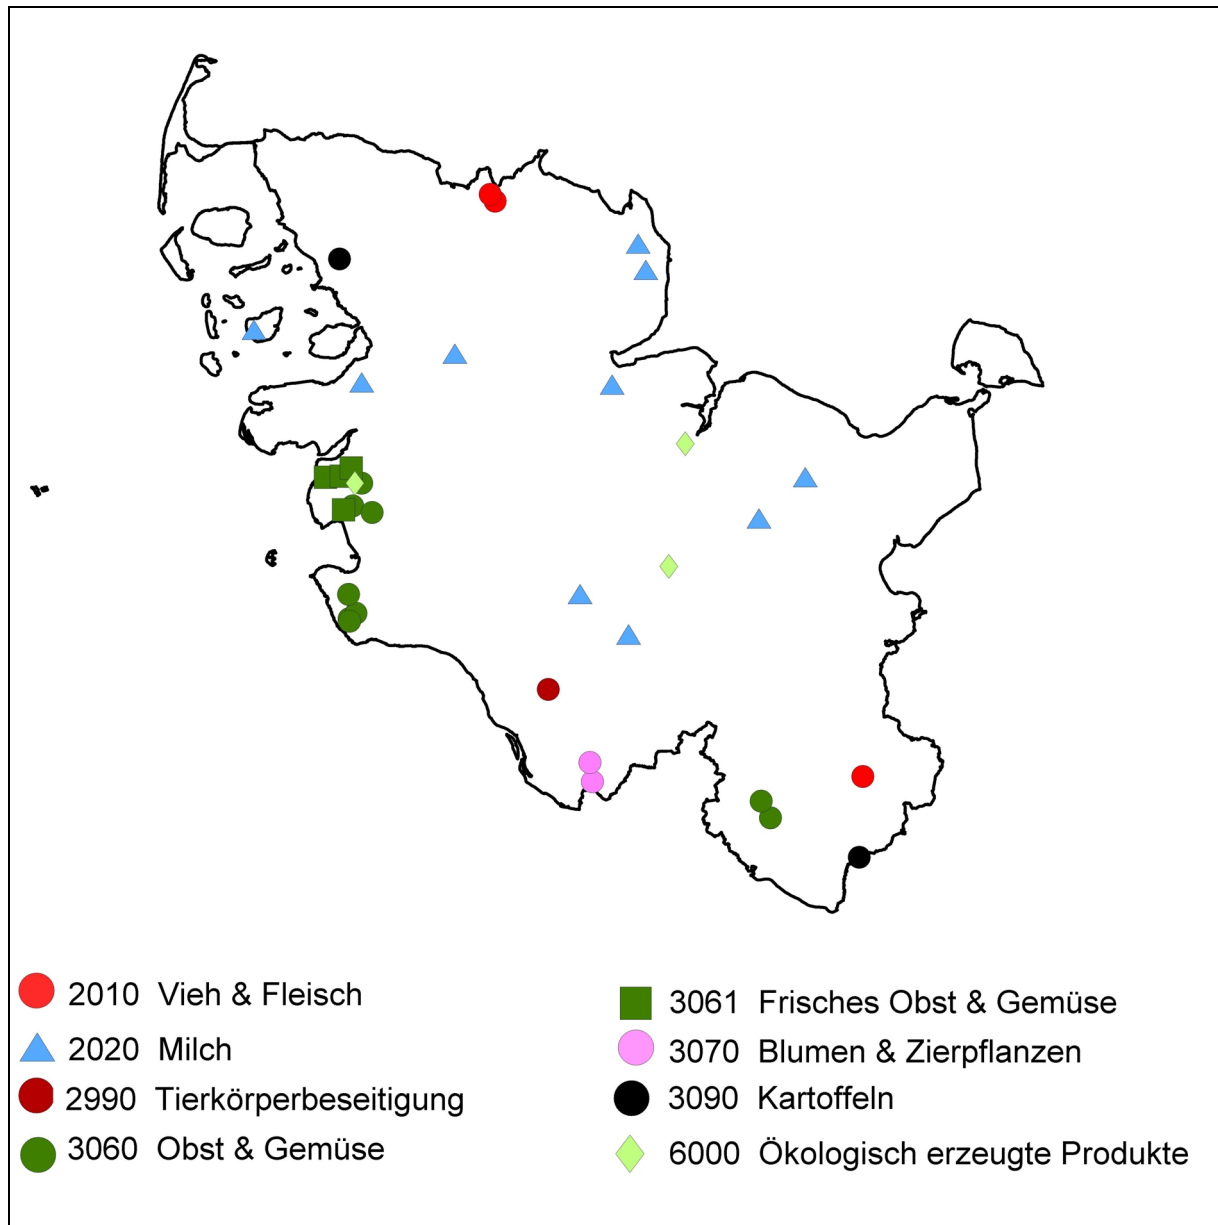 2010 Vieh & Fleisch
2020 Milch
2990 Tierkörperbeseitigung
3060 Obst & Gemüse
3061 Frisches Obst & Gemüse
3070 Blumen & Zierpflanzen
3090 Kartoffeln
6000 Ökologisch erzeugte Produkte